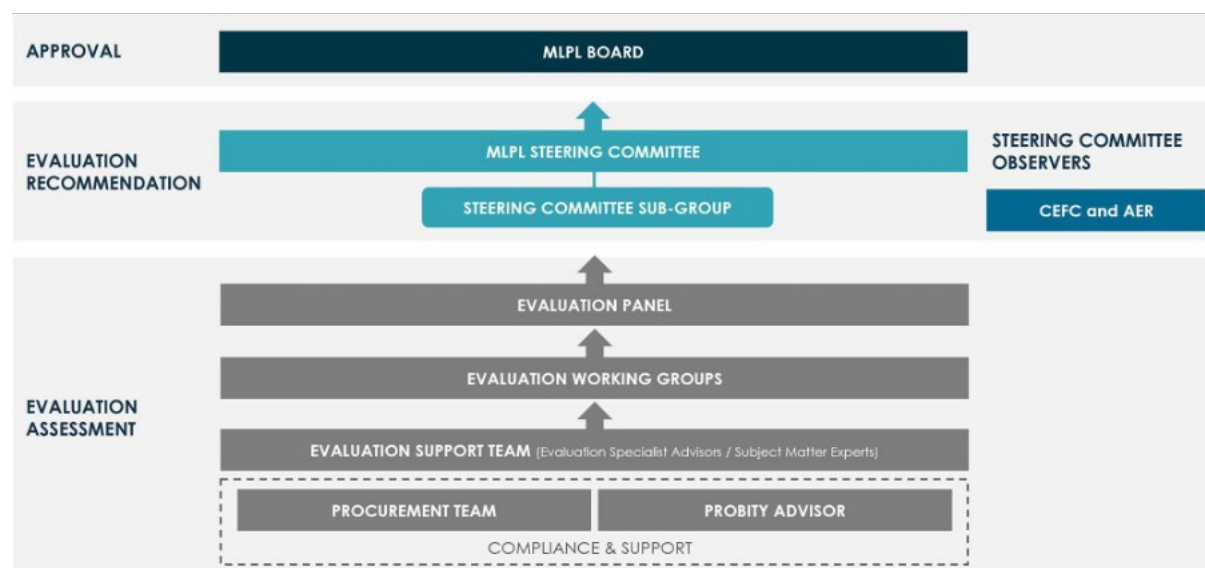 APPROVAL
MLPL BOARD
EVALUATION
RECOMMENDATION
MLPL STEERING COMMITTEE
STEERING COMMITTEE SUB-GROUP
STEERING COMMITTEE
OBSERVERS
CEFC and AER
EVALUATION
ASSESSMENT
EVALUATION PANEL
EVALUATION WORKING GROUPS
EVALUATION SUPPORT TEAM (Evaluation Specialist Advisors / Subject Matter Experts)
PROCUREMENT TEAM
PROBITY ADVISOR
COMPLIANCE & SUPPORT